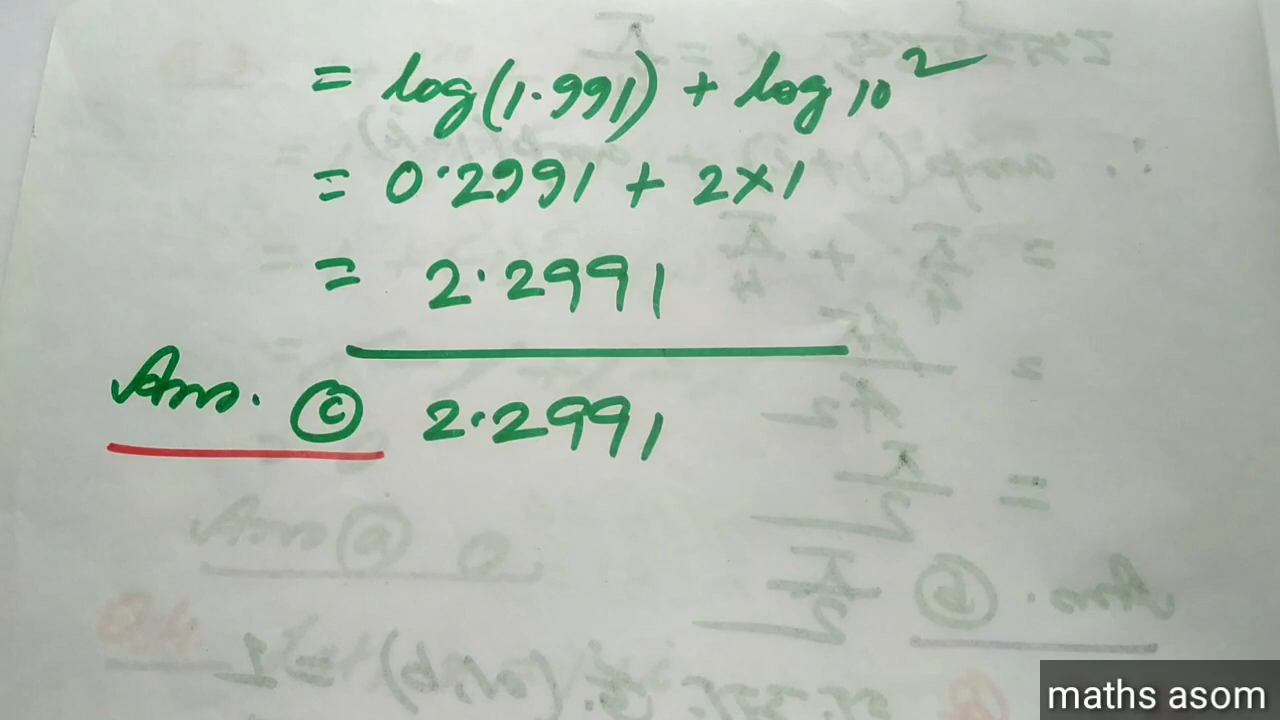 = log(1.991) + log 10²
= 0.2991 + 2×1
= 2.2991
Ans. ⓒ 2.2991
maths asom